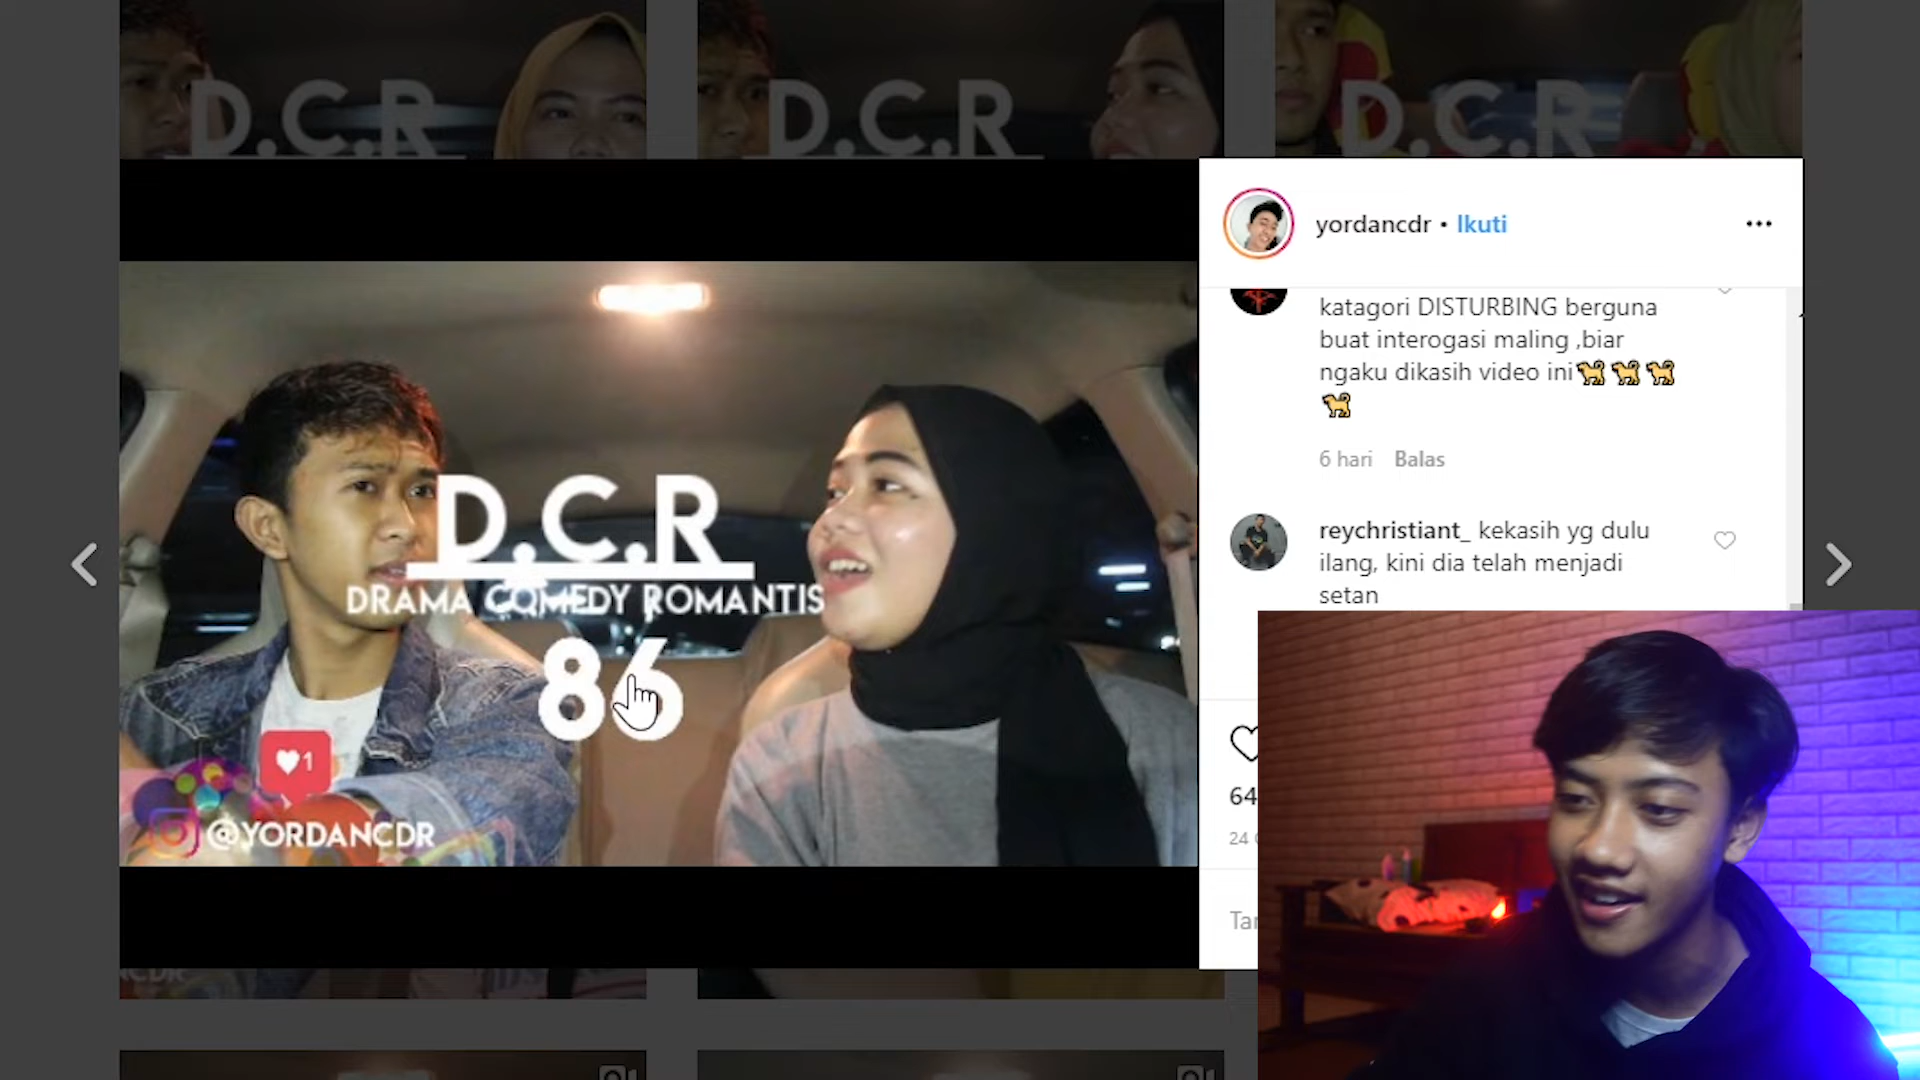 D.C.R
D.C.R
D.C.R
yordancdr • Ikuti
katagori DISTURBING berguna
buat interogasi maling ,biar
ngaku dikasih video ini
6 hari Balas
reychristiant_ kekasih yg dulu
ilang, kini dia telah menjadi
setan
D.C.R
DRAMA COMEDY ROMANTIS
86
1
@YORDANCDR
64
24